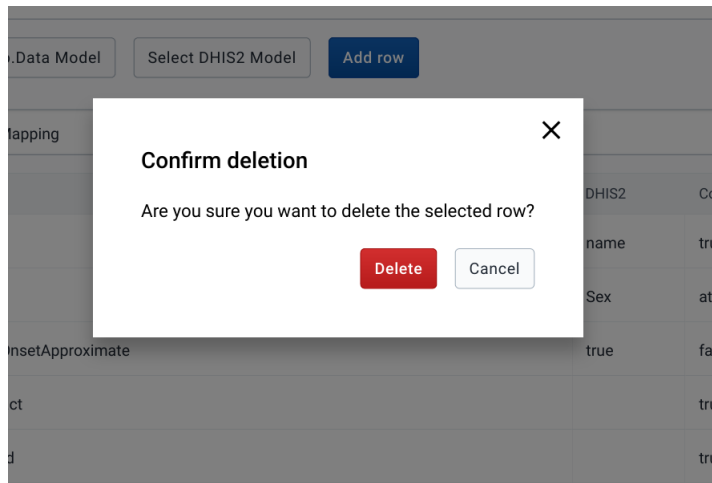 .Data Model Select DHIS2 Model Add row
Mapping
Confirm deletion
Are you sure you want to delete the selected row?
Delete Cancel
DHIS2
name
Sex
OnsetApproximate true